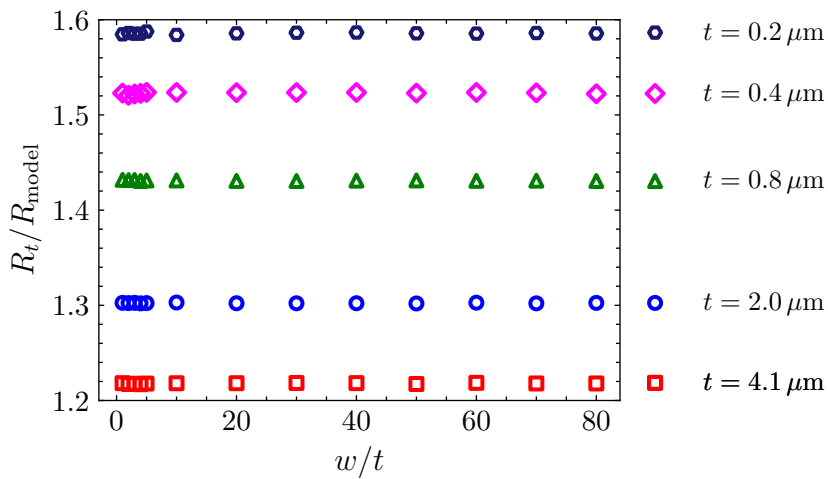 1.6
1.5
1.4
1.3
1.2
R_t/R_model
0
20
40
60
80
w/t
t = 0.2 μm
t = 0.4 μm
t = 0.8 μm
t = 2.0 μm
t = 4.1 μm